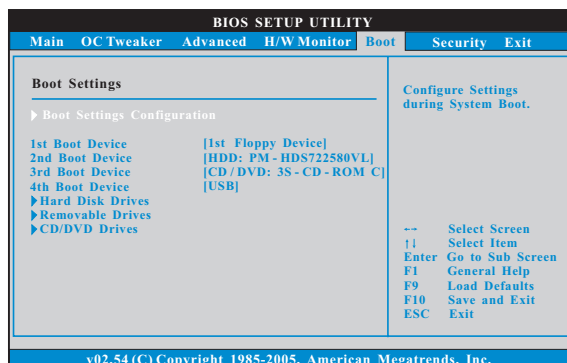 BIOS SETUP UTILITY
Main OC Tweaker Advanced H/W Monitor Boot Security Exit
Boot Settings
Boot Settings Configuration
1st Boot Device [1st Floppy Device]
2nd Boot Device [HDD: PM - HDS722580VL]
3rd Boot Device [CD / DVD: 3S - CD - ROM C]
4th Boot Device [USB]
Hard Disk Drives
Removable Drives
CD/DVD Drives
Configure Settings
during System Boot.
←→ Select Screen
↑↓ Select Item
Enter Go to Sub Screen
F1 General Help
F9 Load Defaults
F10 Save and Exit
ESC Exit
v02.54 (C) Copyright 1985-2005, American Megatrends, Inc.